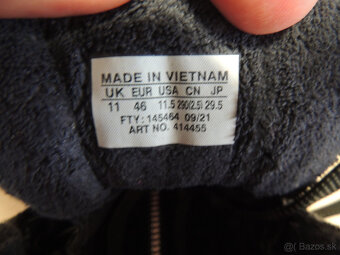 MADE IN VIETNAM
UK EUR USA CN JP
11 46 11.5 290(2.5) 29.5
FTY: 145464 09/21
ART NO. 414455
© Bazos.sk